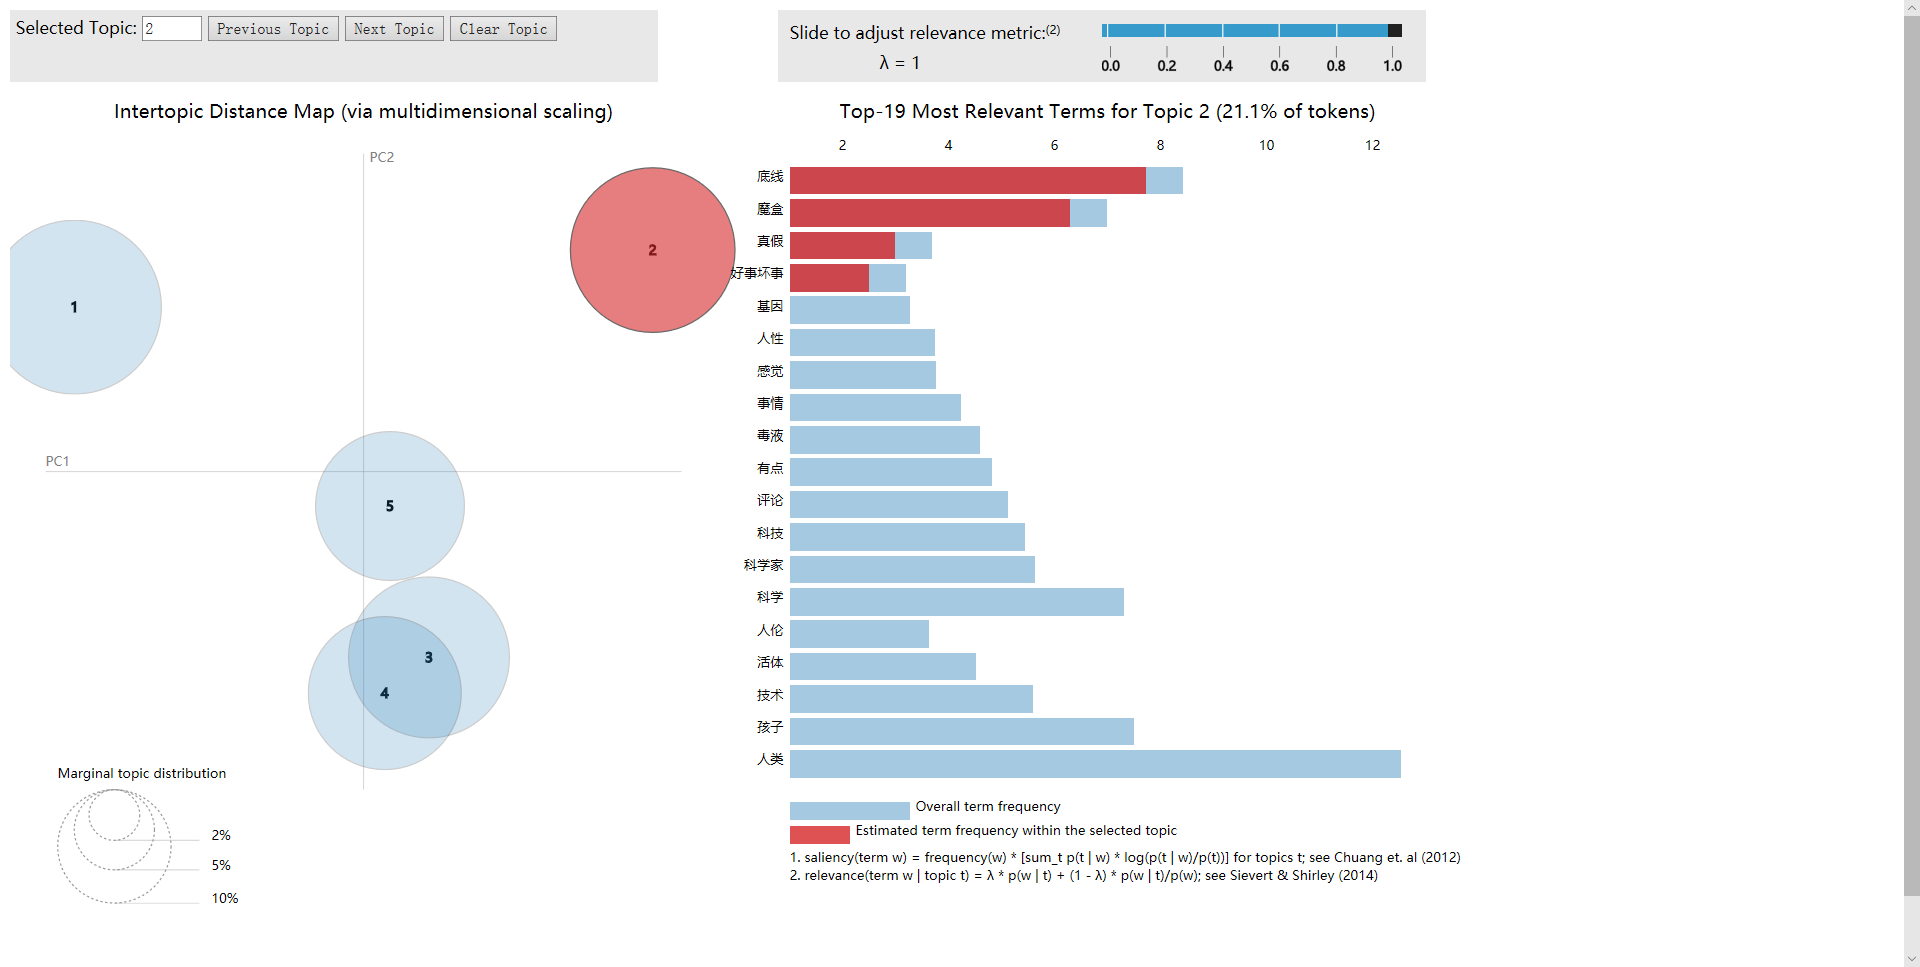 Selected Topic: 2 Previous Topic Next Topic Clear Topic
Slide to adjust relevance metric:(2)
λ = 1
0.0 0.2 0.4 0.6 0.8 1.0
Intertopic Distance Map (via multidimensional scaling)
PC2
PC1
1
2
5
3
4
Marginal topic distribution
2%
5%
10%
Top-19 Most Relevant Terms for Topic 2 (21.1% of tokens)
2 4 6 8 10 12
底线
魔盒
真假
好事坏事
基因
人性
感觉
事情
毒液
有点
评论
科技
科学家
科学
人伦
活体
技术
孩子
人类
Overall term frequency
Estimated term frequency within the selected topic
1. saliency(term w) = frequency(w) * [sum_t p(t | w) * log(p(t | w)/p(t))] for topics t; see Chuang et. al (2012)
2. relevance(term w | topic t) = λ * p(w | t) + (1 - λ) * p(w | t)/p(w); see Sievert & Shirley (2014)